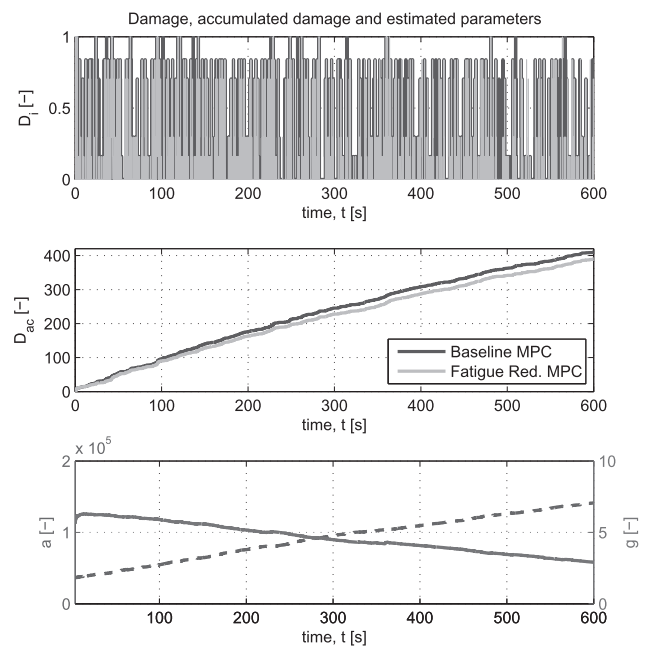 Damage, accumulated damage and estimated parameters
1
0.5
0
D_i [−]
0 100 200 300 400 500 600
time, t [s]
400
300
200
100
0
D_ac [−]
Baseline MPC
Fatigue Red. MPC
0 100 200 300 400 500 600
time, t [s]
x 10^5
2 10
1 5
0 0
a [−]
g [−]
100 200 300 400 500 600
time, t [s]